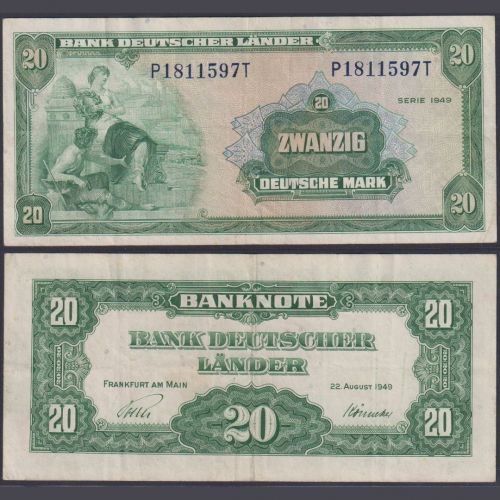 20 BANK DEUTSCHER LÄNDER 20
P1811597T P1811597T
20 SERIE 1949
ZWANZIG
DEUTSCHE MARK
20 20
BANKNOTE
20 20
BANK DEUTSCHER
LÄNDER
FRANKFURT AM MAIN 22. AUGUST 1949
20 20 20